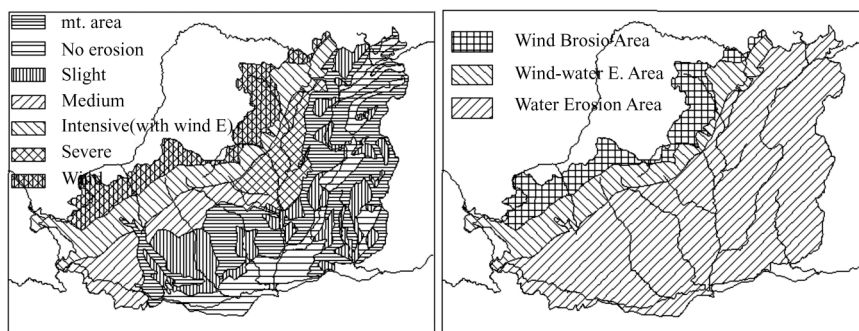 mt. area
No erosion
Slight
Medium
Intensive(with wind E)
Severe
Wind
Wind Brosio Area
Wind-water E. Area
Water Erosion Area